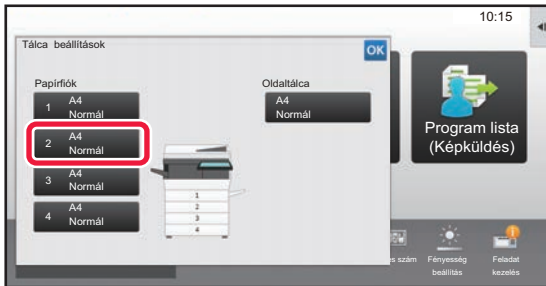 10:15
Tálca beállítások
OK
Papírfiók
Oldaltálca
1 A4
Normál
A4
Normál
2 A4
Normál
3 A4
Normál
4 A4
Normál
1
2
3
4
Program lista
(Képküldés)
s szám
Fényesség
beállítás
Feladat
kezelés